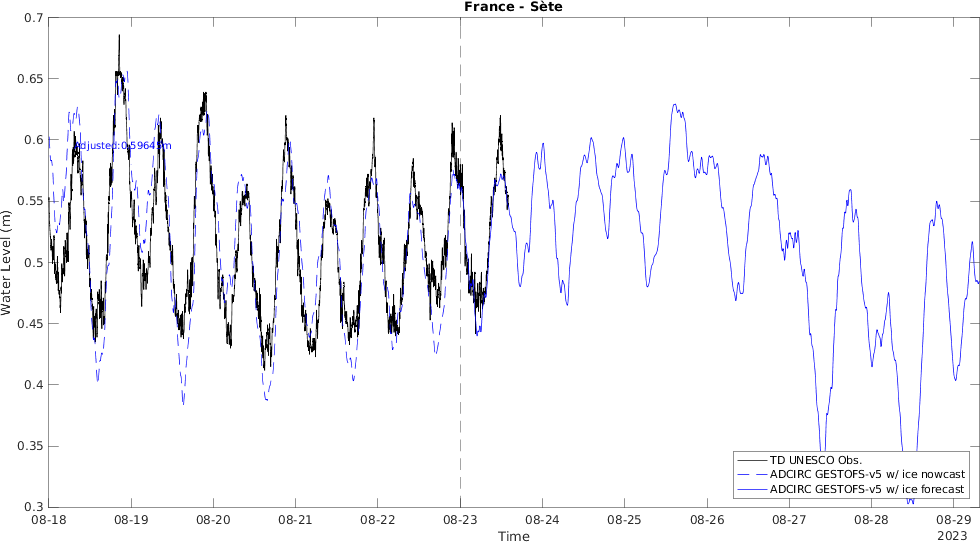 France - Sète
0.7
0.65
0.6
0.55
0.5
0.45
0.4
0.35
0.3
Water Level (m)
Adjusted:0.59645m
TD UNESCO Obs.
ADCIRC GESTOFS-v5 w/ ice nowcast
ADCIRC GESTOFS-v5 w/ ice forecast
08-18 08-19 08-20 08-21 08-22 08-23 08-24 08-25 08-26 08-27 08-28 08-29
2023
Time